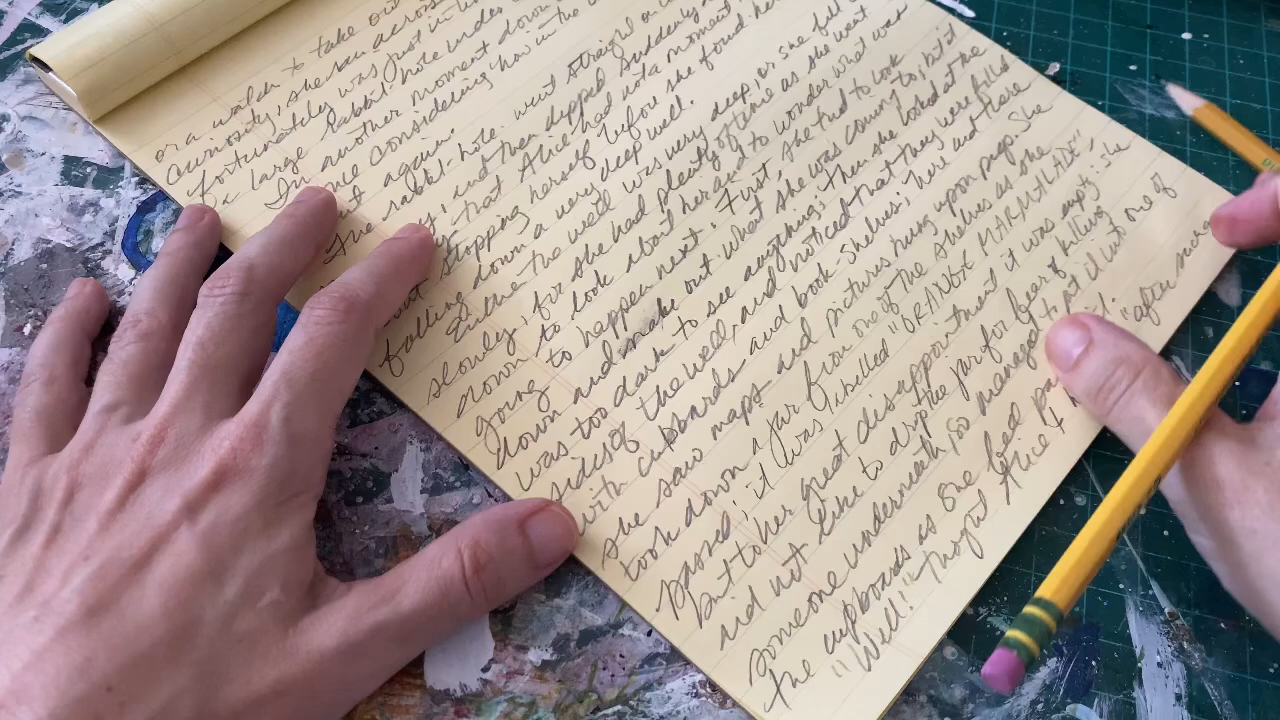 or a watch to take out
curiosity, she ran across
fortunately was just in
a large rabbit-hole under
In another moment down
once considering how in the
out again.
The rabbit-hole went straight
and then dipped suddenly
that Alice had not a moment
about stopping herself before she found her
falling down a very deep well.
Either the well was very deep, or she fell
slowly, for she had plenty of time as she went
down to look about her and to wonder what was
going to happen next. First, she tried to look
down and make out what she was coming to, but it
was too dark to see anything; then she looked at the
sides of the well, and noticed that they were filled
with cupboards and book shelves; here and there
she saw maps and pictures hung upon pegs. She
took down a jar from one of the shelves as she
passed; it was labelled "ORANGE MARMALADE",
but to her great disappointment it was empty: she
did not like to drop the jar for fear of killing
someone underneath, so managed to put it into one of
the cupboards as she
"Well!" thought Alice "after such